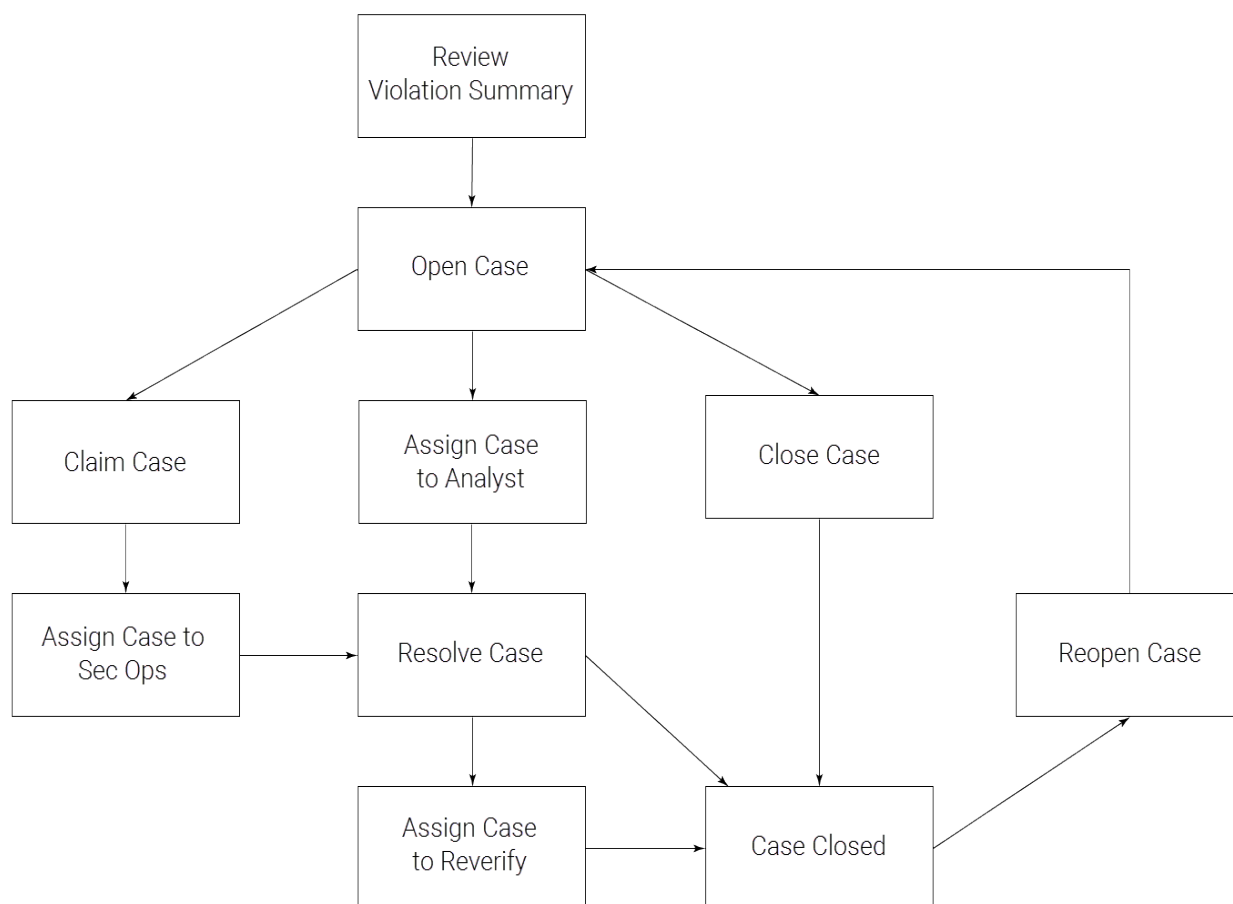 Review
Violation Summary
Open Case
Claim Case
Assign Case
to Analyst
Close Case
Assign Case to
Sec Ops
Resolve Case
Reopen Case
Assign Case
to Reverify
Case Closed